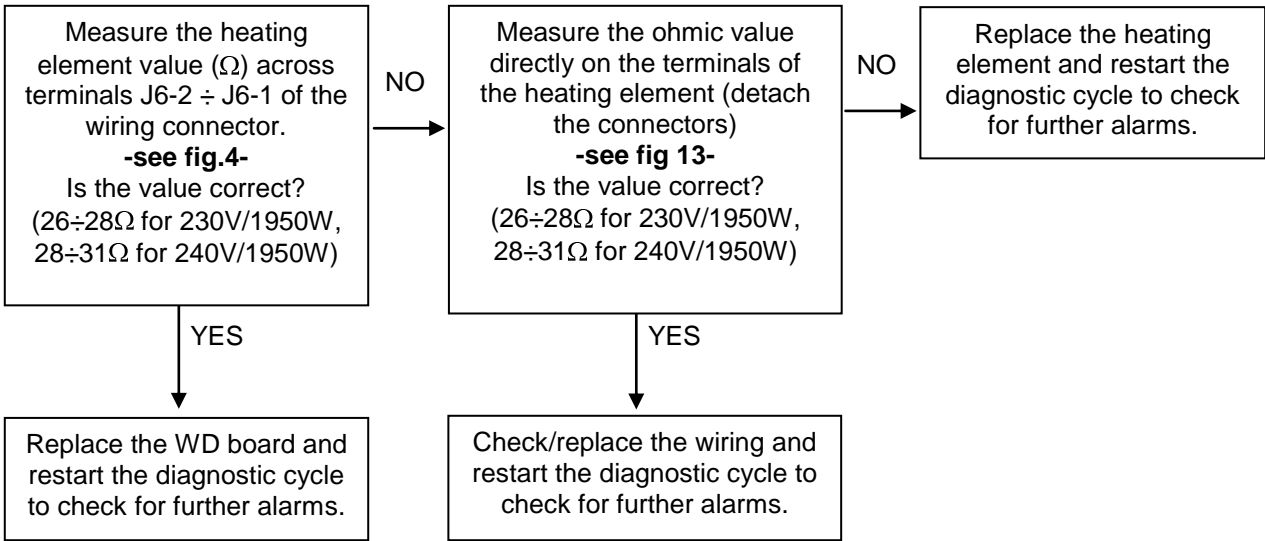 Measure the heating
element value (Ω) across
terminals J6-2 ÷ J6-1 of the
wiring connector.
-see fig.4-
Is the value correct?
(26÷28Ω for 230V/1950W,
28÷31Ω for 240V/1950W)
NO
Measure the ohmic value
directly on the terminals of
the heating element (detach
the connectors)
-see fig 13-
Is the value correct?
(26÷28Ω for 230V/1950W,
28÷31Ω for 240V/1950W)
NO
Replace the heating
element and restart the
diagnostic cycle to check
for further alarms.
YES
YES
Replace the WD board and
restart the diagnostic cycle
to check for further alarms.
Check/replace the wiring and
restart the diagnostic cycle to
check for further alarms.